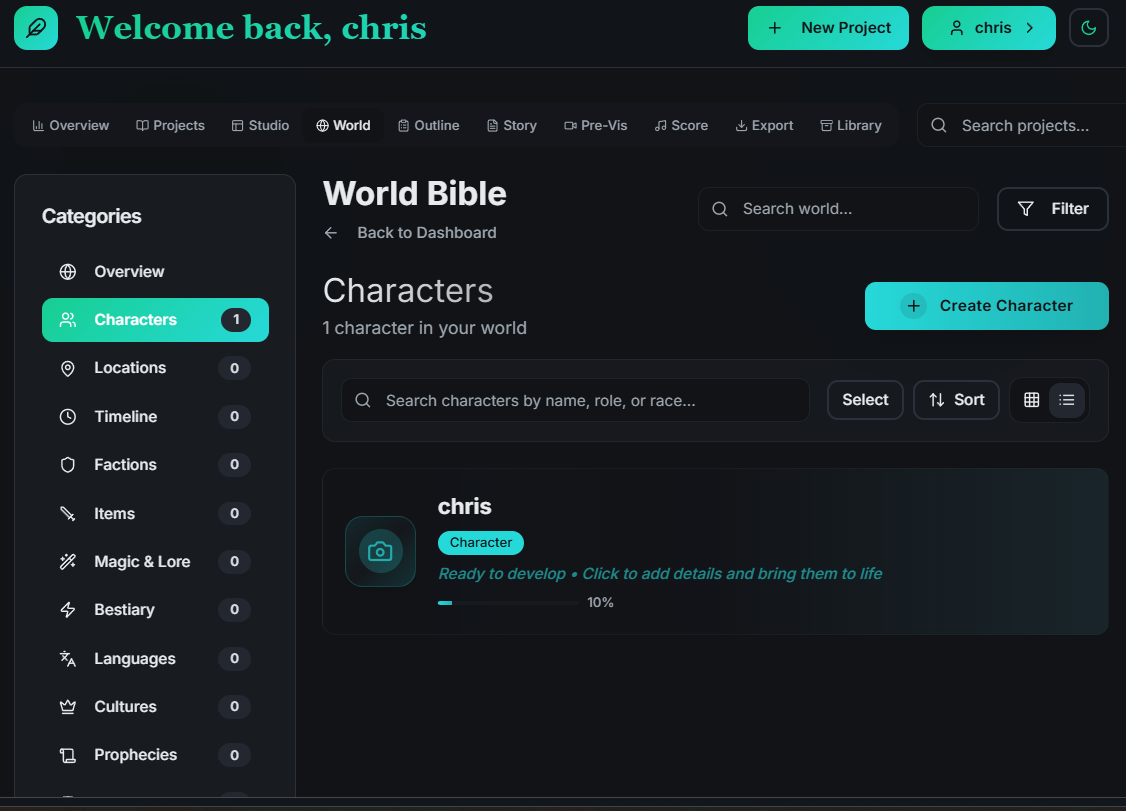 Welcome back, chris
New Project
chris
Overview
Projects
Studio
World
Outline
Story
Pre-Vis
Score
Export
Library
Search projects...
Categories
Overview
Characters 1
Locations 0
Timeline 0
Factions 0
Items 0
Magic & Lore 0
Bestiary 0
Languages 0
Cultures 0
Prophecies 0
World Bible
Back to Dashboard
Search world...
Filter
Characters
1 character in your world
Create Character
Search characters by name, role, or race...
Select
Sort
chris
Character
Ready to develop • Click to add details and bring them to life
10%